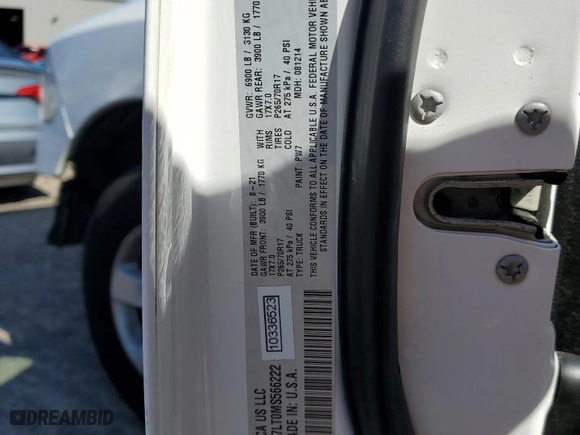 CA US LLC 10336523
7LT0MS566222
MADE IN U.S.A.
DATE OF MFR (BUILT): 8-21 GVWR: 6900 LB / 3130 KG
GAWR FRONT: 3900 LB / 1770 KG WITH GAWR REAR: 3900 LB / 1770
17X7.0 RIMS 17X7.0
P265/70R17 TIRES P265/70R17
AT 275 kPa / 40 PSI COLD AT 275 kPa / 40 PSI
TYPE: TRUCK PAINT: PW7 MDH: 081214
THIS VEHICLE CONFORMS TO ALL APPLICABLE U.S.A. FEDERAL MOTOR VEHIC
STANDARDS IN EFFECT ON THE DATE OF MANUFACTURE SHOWN AB
DREAMBID